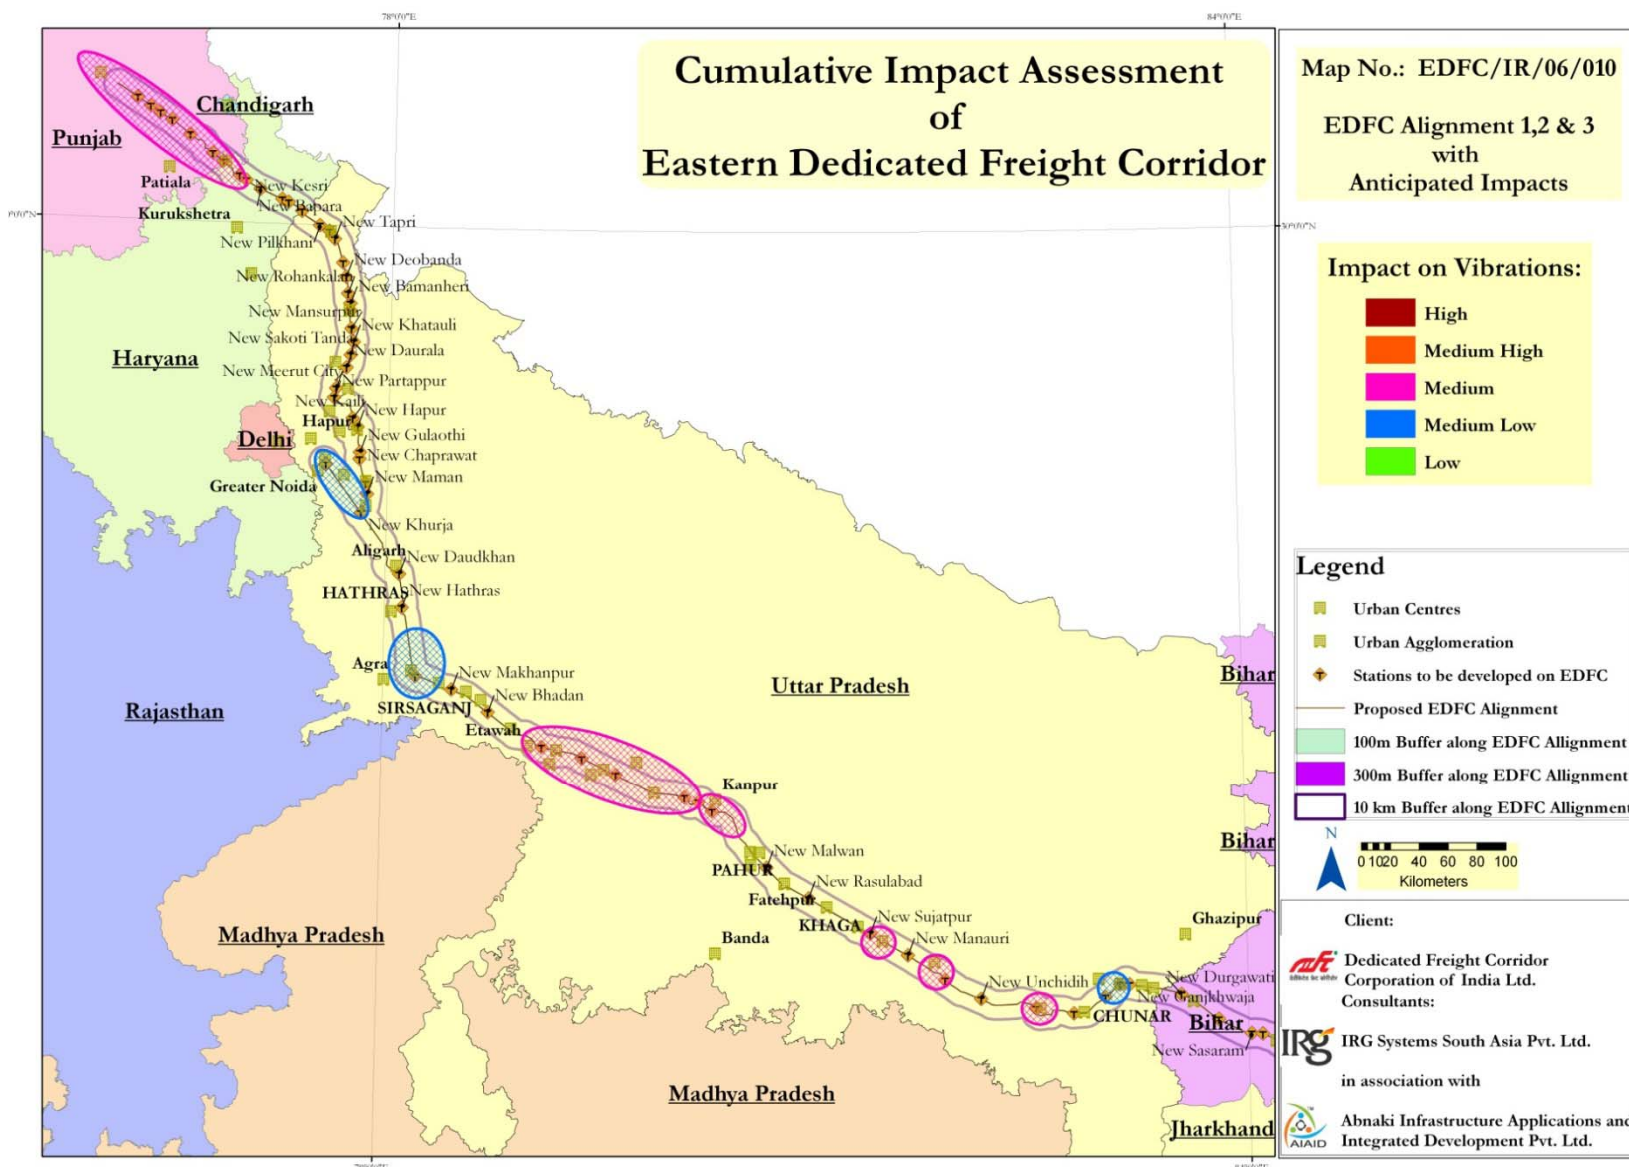 78°0'0"E
84°0'0"E
Cumulative Impact Assessment
of
Eastern Dedicated Freight Corridor
Chandigarh
Punjab
Patiala
New Kesri
Kurukshetra
New Bapara
New Tapri
New Pilkhani
New Deobanda
New Rohankalan
New Bamanheri
New Mansurpur
New Khatauli
New Sakoti Tanda
Haryana
New Daurala
New Meerut City
New Partappur
New Kaili
New Hapur
Hapur
Delhi
New Gulaothi
New Chaprawat
New Maman
Greater Noida
New Khurja
Aligarh
New Daudkhan
HATHRAS
New Hathras
Agra
New Makhanpur
Uttar Pradesh
Bihar
New Bhadan
SIRSAGANJ
Rajasthan
Etawah
Kanpur
Bihar
New Malwan
PAHUR
New Rasulabad
Fatehpur
New Sujatpur
Ghazipur
KHAGA
Madhya Pradesh
Banda
New Manauri
New Unchidih
New Durgawati
New Ganjkhwaja
CHUNAR
Bihar
New Sasaram
Madhya Pradesh
Jharkhand
Map No.: EDFC/IR/06/010
EDFC Alignment 1,2 & 3
with
Anticipated Impacts
Impact on Vibrations:
High
Medium High
Medium
Medium Low
Low
Legend
Urban Centres
Urban Agglomeration
Stations to be developed on EDFC
Proposed EDFC Alignment
100m Buffer along EDFC Allignment
300m Buffer along EDFC Allignment
10 km Buffer along EDFC Allignment
N
0 10 20 40 60 80 100
Kilometers
Client:
Dedicated Freight Corridor
Corporation of India Ltd.
Consultants:
IRG
IRG Systems South Asia Pvt. Ltd.
in association with
AIAID
Abnaki Infrastructure Applications and
Integrated Development Pvt. Ltd.